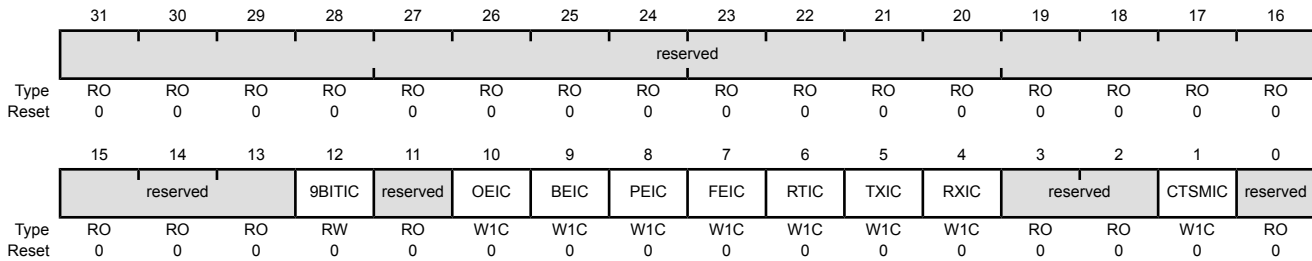 31 30 29 28 27 26 25 24 23 22 21 20 19 18 17 16
reserved
Type RO RO RO RO RO RO RO RO RO RO RO RO RO RO RO RO
Reset 0 0 0 0 0 0 0 0 0 0 0 0 0 0 0 0
15 14 13 12 11 10 9 8 7 6 5 4 3 2 1 0
reserved 9BITIC reserved OEIC BEIC PEIC FEIC RTIC TXIC RXIC reserved CTSMIC reserved
Type RO RO RO RW RO W1C W1C W1C W1C W1C W1C W1C RO RO W1C RO
Reset 0 0 0 0 0 0 0 0 0 0 0 0 0 0 0 0